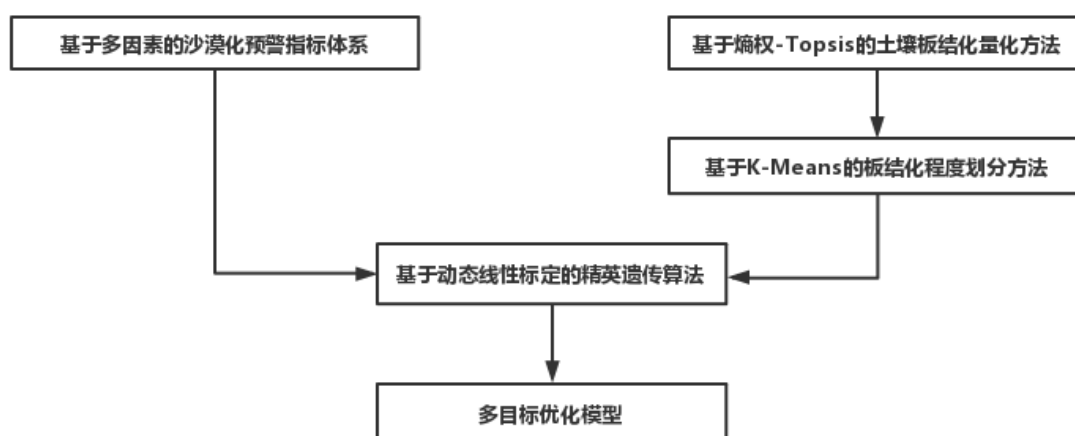 基于多因素的沙漠化预警指标体系
基于熵权-Topsis的土壤板结化量化方法
基于K-Means的板结化程度划分方法
基于动态线性标定的精英遗传算法
多目标优化模型